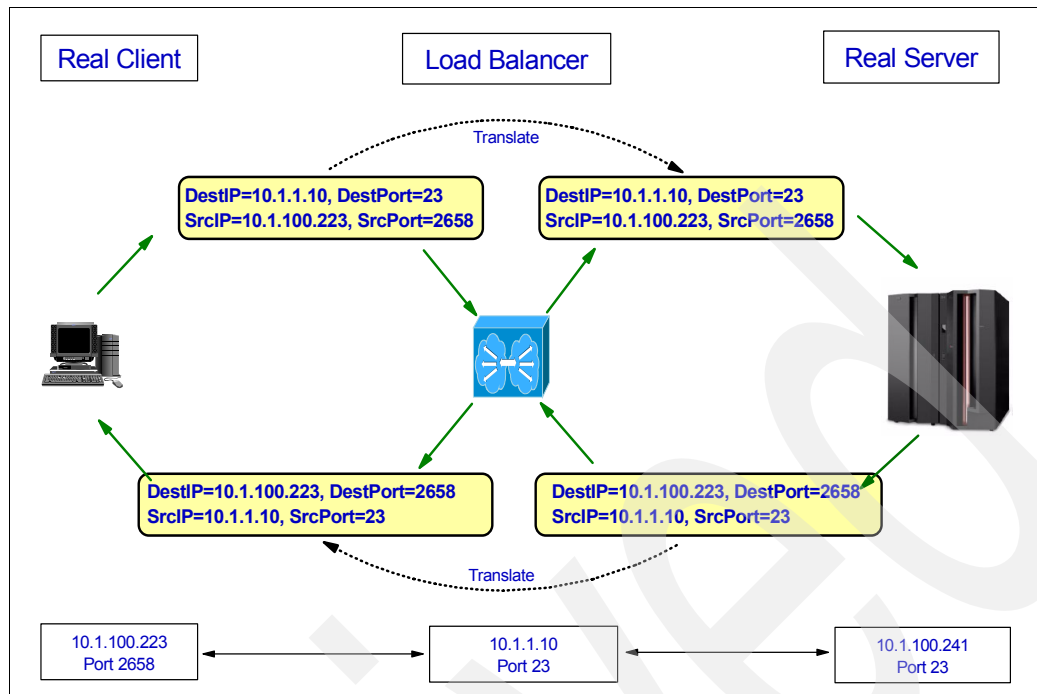 Real Client
Load Balancer
Real Server
Translate
DestIP=10.1.1.10, DestPort=23
SrcIP=10.1.100.223, SrcPort=2658
DestIP=10.1.1.10, DestPort=23
SrcIP=10.1.100.223, SrcPort=2658
DestIP=10.1.100.223, DestPort=2658
SrcIP=10.1.1.10, SrcPort=23
DestIP=10.1.100.223, DestPort=2658
SrcIP=10.1.1.10, SrcPort=23
Translate
10.1.100.223
Port 2658
10.1.1.10
Port 23
10.1.100.241
Port 23